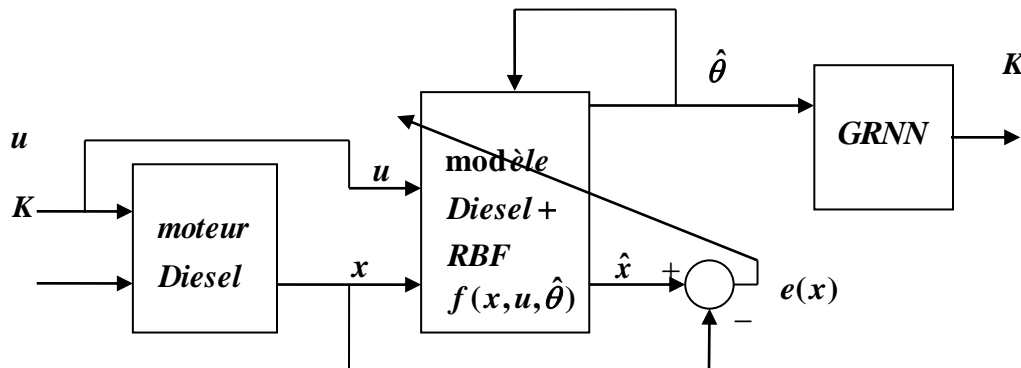 u
K
moteur
Diesel
u
x
modèle
Diesel +
RBF
f(x,u,θ̂)
θ̂
x̂
+
−
e(x)
GRNN
K